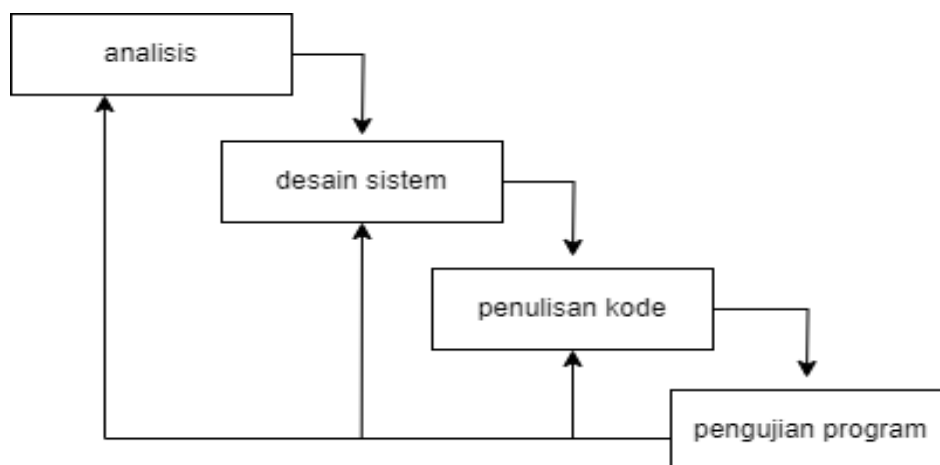 analisis
desain sistem
penulisan kode
pengujian program